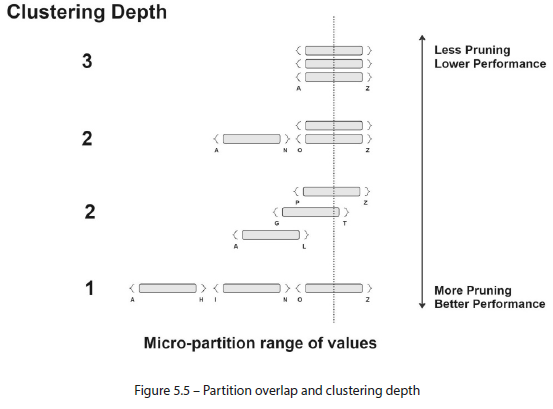 Clustering Depth
3
Less Pruning
Lower Performance
A Z
2
A N O Z
2
P Z
G T
A L
1
More Pruning
Better Performance
A H I N O Z
Micro-partition range of values
Figure 5.5 – Partition overlap and clustering depth